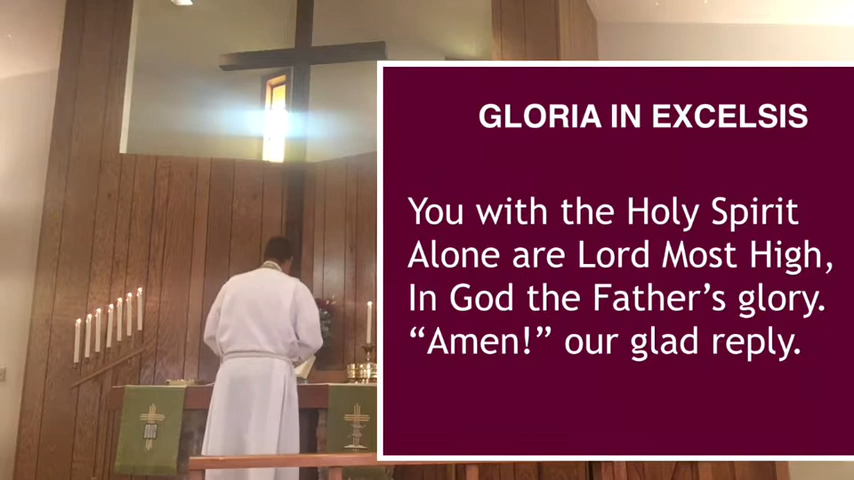 GLORIA IN EXCELSIS
You with the Holy Spirit
Alone are Lord Most High,
In God the Father’s glory.
“Amen!” our glad reply.